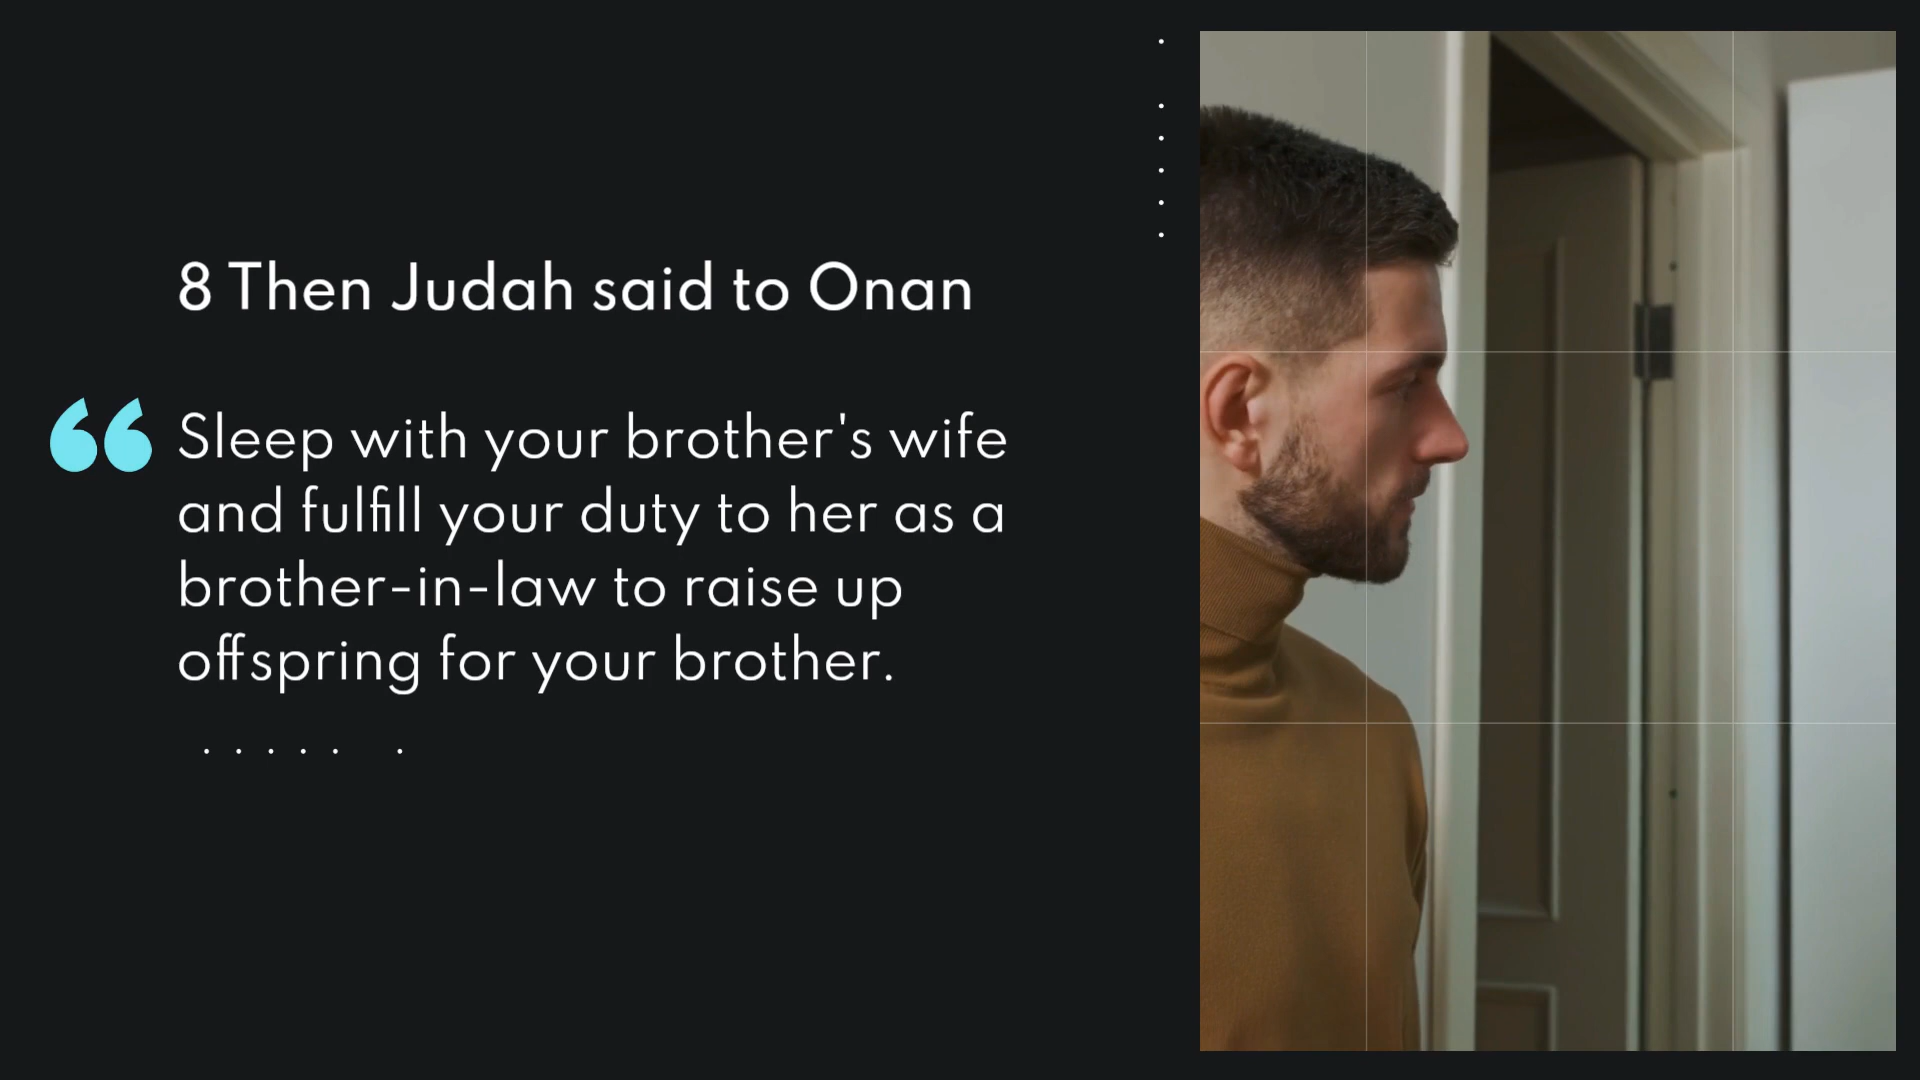 8 Then Judah said to Onan
“
Sleep with your brother's wife
and fulfill your duty to her as a
brother-in-law to raise up
offspring for your brother.